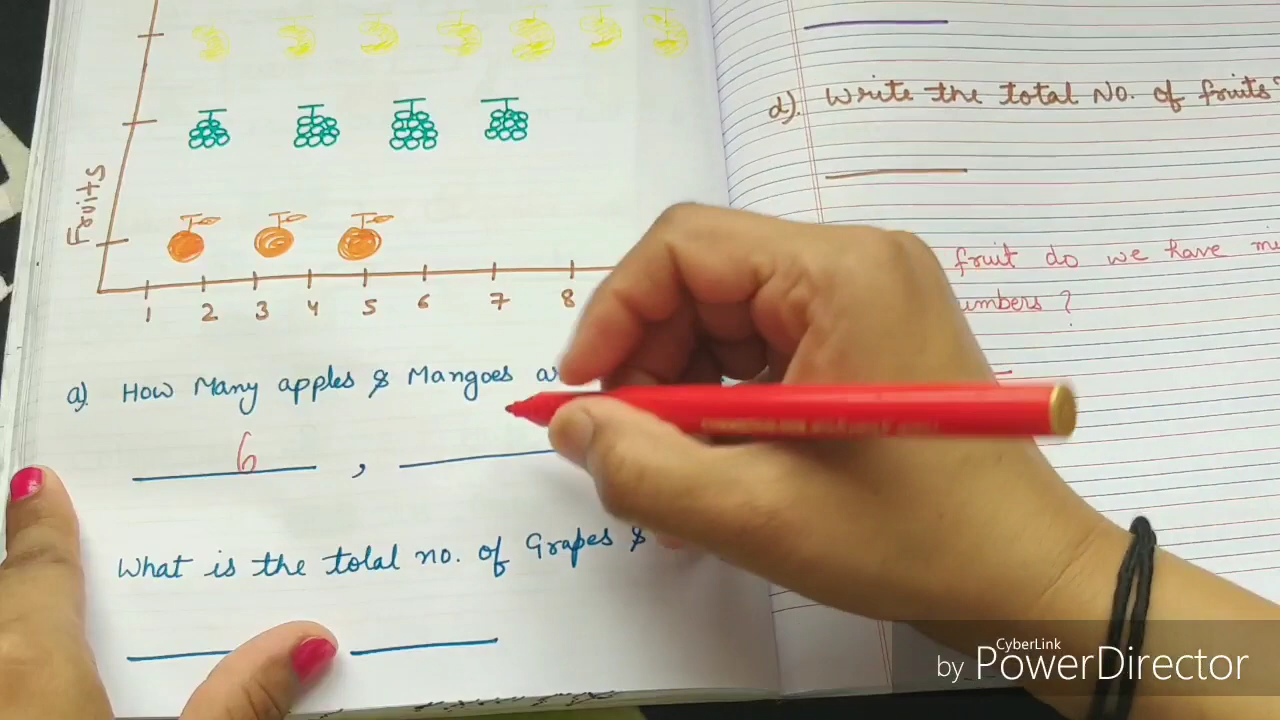 Fruits
1 2 3 4 5 6 7 8
a). How Many apples & Mangoes
6 ,
What is the total no. of Grapes &
d). Write the total No. of fruits?
fruit do we have
umbers ?
CyberLink
by PowerDirector